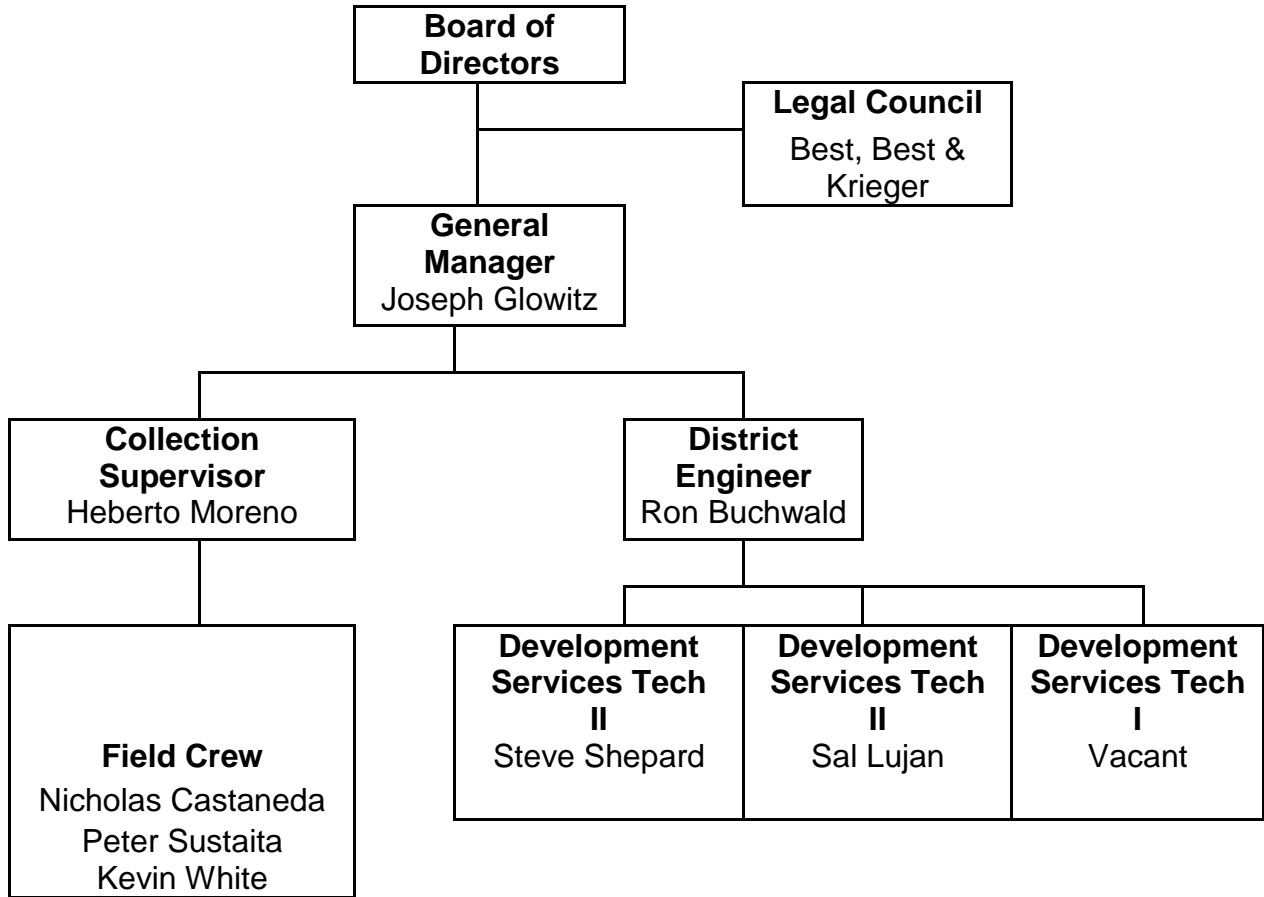 Board of
Directors
Legal Council
Best, Best &
Krieger
General
Manager
Joseph Glowitz
Collection
Supervisor
Heberto Moreno
District
Engineer
Ron Buchwald
Field Crew
Nicholas Castaneda
Peter Sustaita
Kevin White
Development
Services Tech
II
Steve Shepard
Development
Services Tech
II
Sal Lujan
Development
Services Tech
I
Vacant